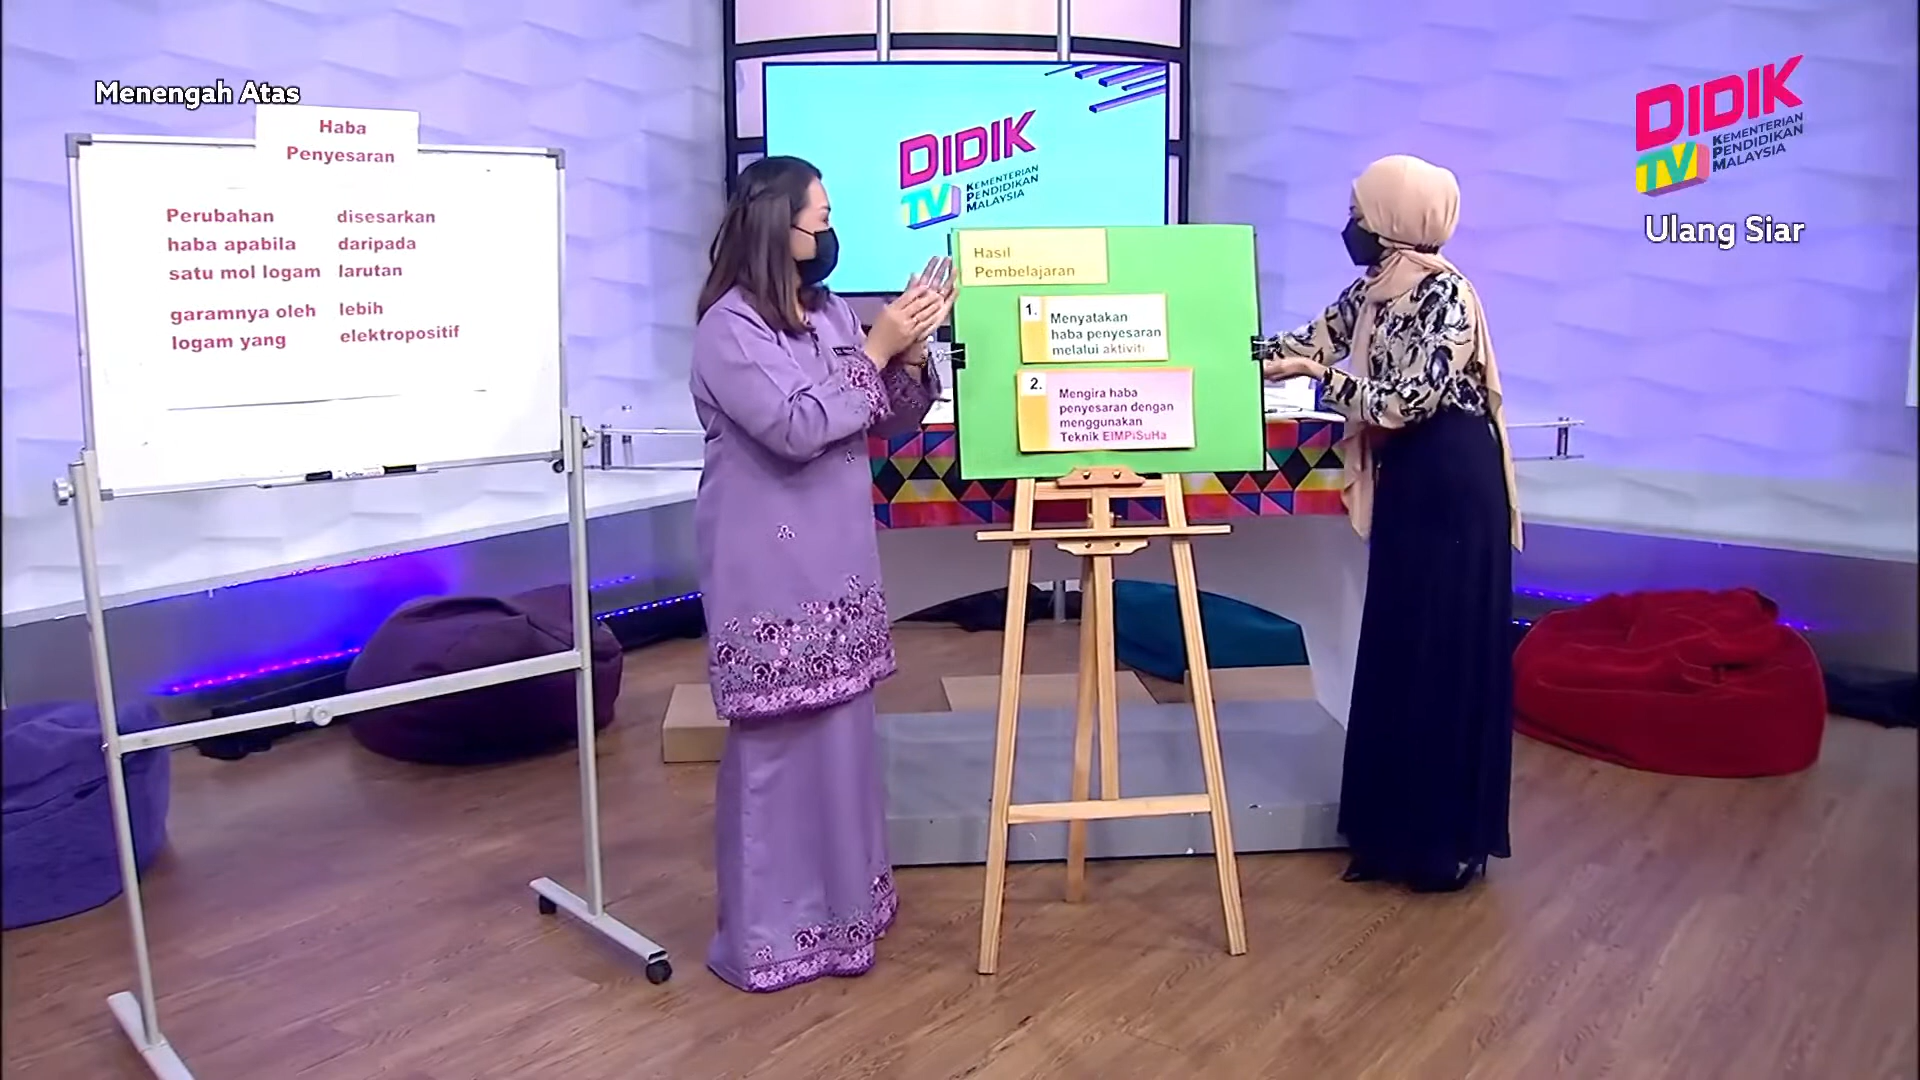 Menengah Atas
Haba
Penyesaran
Perubahan
haba apabila
satu mol logam
garamnya oleh
logam yang
disesarkan
daripada
larutan
lebih
elektropositif
DIDIK
TV
KEMENTERIAN
PENDIDIKAN
MALAYSIA
Hasil
Pembelajaran
1.
Menyatakan
haba penyesaran
melalui aktiviti
2.
Mengira haba
penyesaran dengan
menggunakan
Teknik EIMPiSuHa
DIDIK
TV
KEMENTERIAN
PENDIDIKAN
MALAYSIA
Ulang Siar